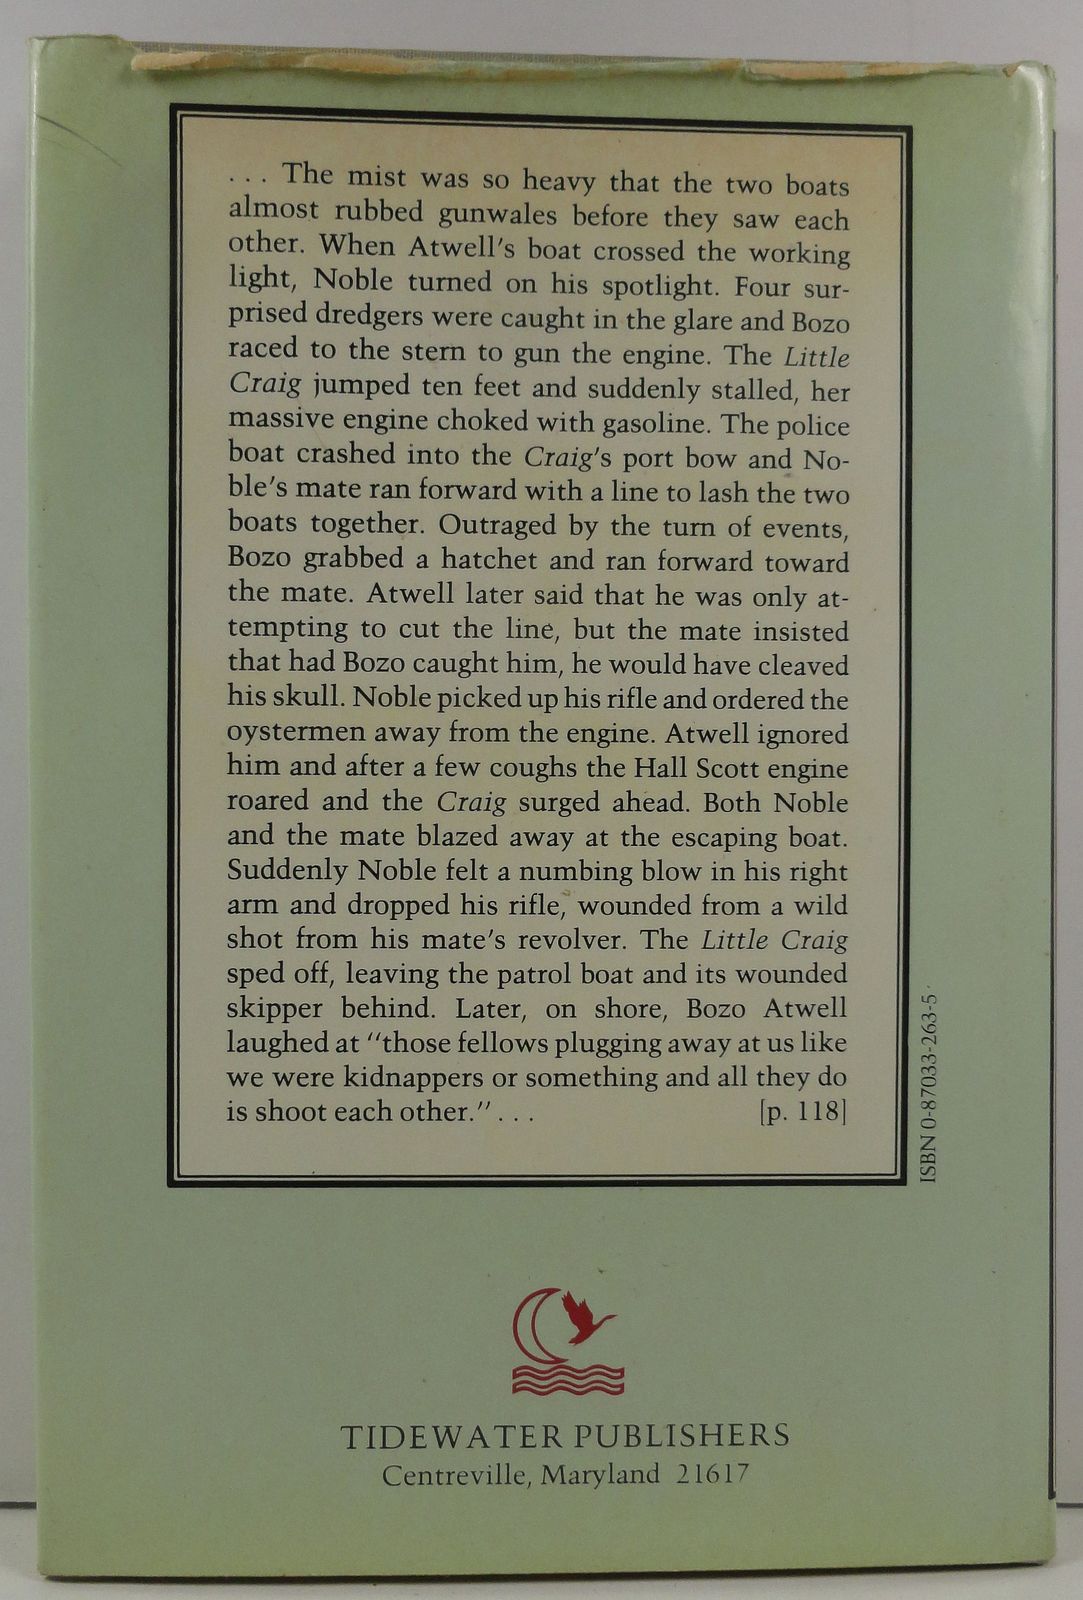 ... The mist was so heavy that the two boats
almost rubbed gunwales before they saw each
other. When Atwell's boat crossed the working
light, Noble turned on his spotlight. Four sur-
prised dredgers were caught in the glare and Bozo
raced to the stern to gun the engine. The Little
Craig jumped ten feet and suddenly stalled, her
massive engine choked with gasoline. The police
boat crashed into the Craig's port bow and No-
ble's mate ran forward with a line to lash the two
boats together. Outraged by the turn of events,
Bozo grabbed a hatchet and ran forward toward
the mate. Atwell later said that he was only at-
tempting to cut the line, but the mate insisted
that had Bozo caught him, he would have cleaved
his skull. Noble picked up his rifle and ordered the
oystermen away from the engine. Atwell ignored
him and after a few coughs the Hall Scott engine
roared and the Craig surged ahead. Both Noble
and the mate blazed away at the escaping boat.
Suddenly Noble felt a numbing blow in his right
arm and dropped his rifle, wounded from a wild
shot from his mate's revolver. The Little Craig
sped off, leaving the patrol boat and its wounded
skipper behind. Later, on shore, Bozo Atwell
laughed at "those fellows plugging away at us like
we were kidnappers or something and all they do
is shoot each other." ... [p. 118]
ISBN 0-87033-263-5
TIDEWATER PUBLISHERS
Centreville, Maryland 21617